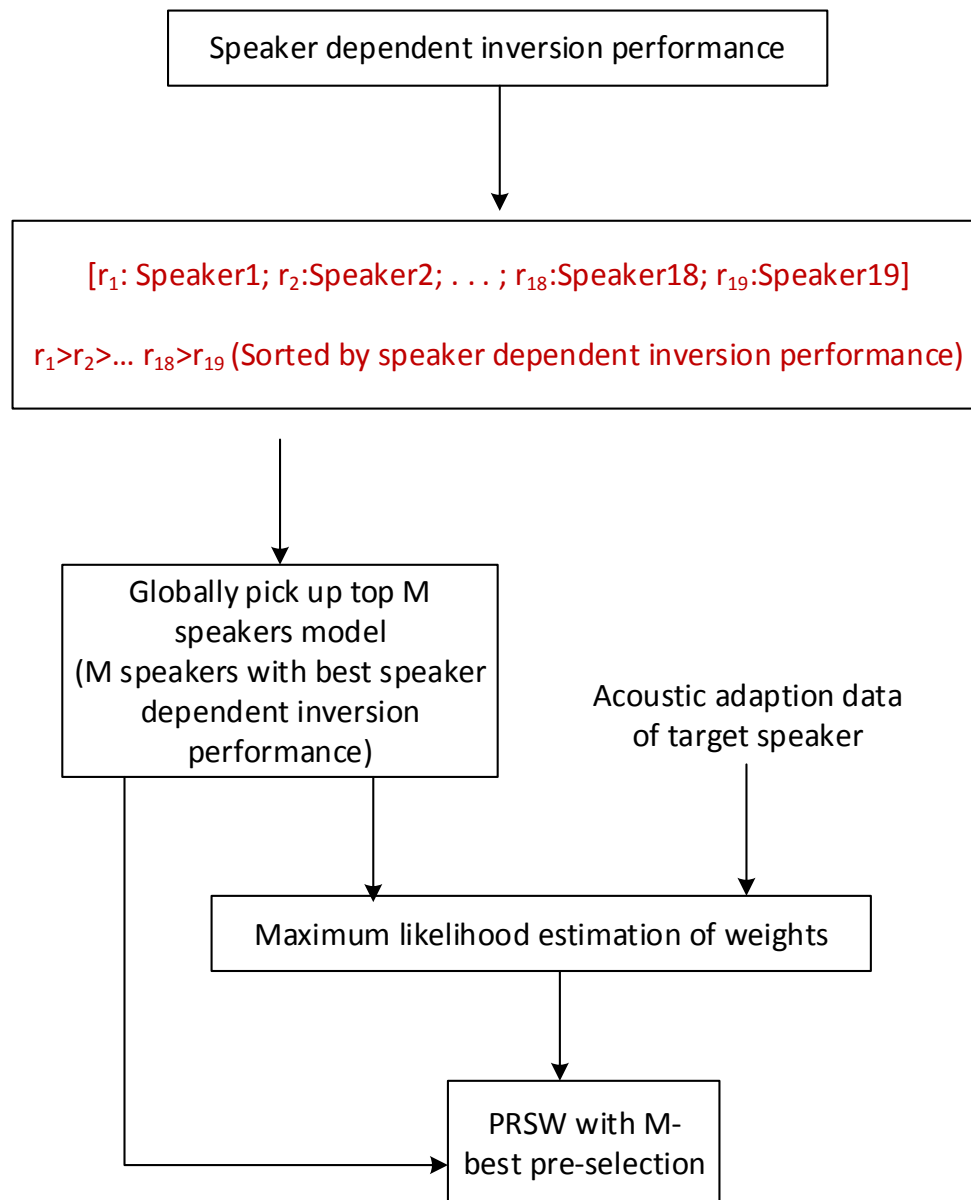 Speaker dependent inversion performance
[r₁: Speaker1; r₂:Speaker2; . . . ; r₁₈:Speaker18; r₁₉:Speaker19]
r₁>r₂>... r₁₈>r₁₉ (Sorted by speaker dependent inversion performance)
Globally pick up top M
speakers model
(M speakers with best speaker
dependent inversion
performance)
Acoustic adaption data
of target speaker
Maximum likelihood estimation of weights
PRSW with M-
best pre-selection